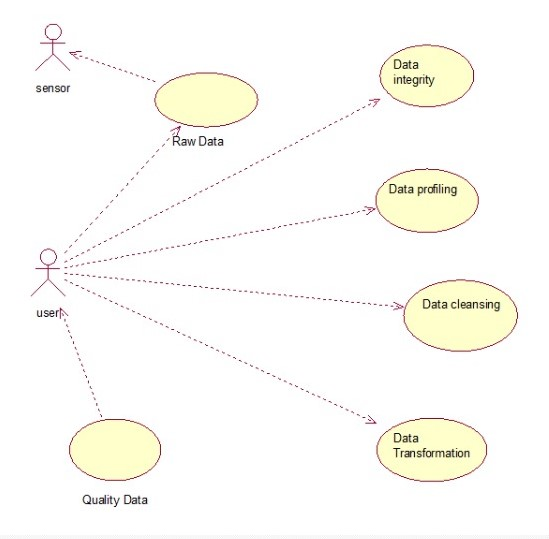 sensor
Raw Data
Data
integrity
Data profiling
user
Data cleansing
Data
Transformation
Quality Data